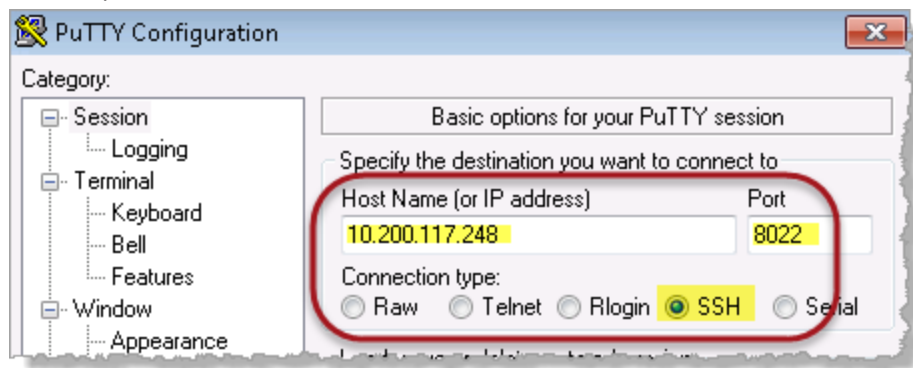 PuTTY Configuration
Category:
Session
Logging
Terminal
Keyboard
Bell
Features
Window
Appearance
Basic options for your PuTTY session
Specify the destination you want to connect to
Host Name (or IP address) Port
10.200.117.248 8022
Connection type:
Raw Telnet Rlogin SSH Serial